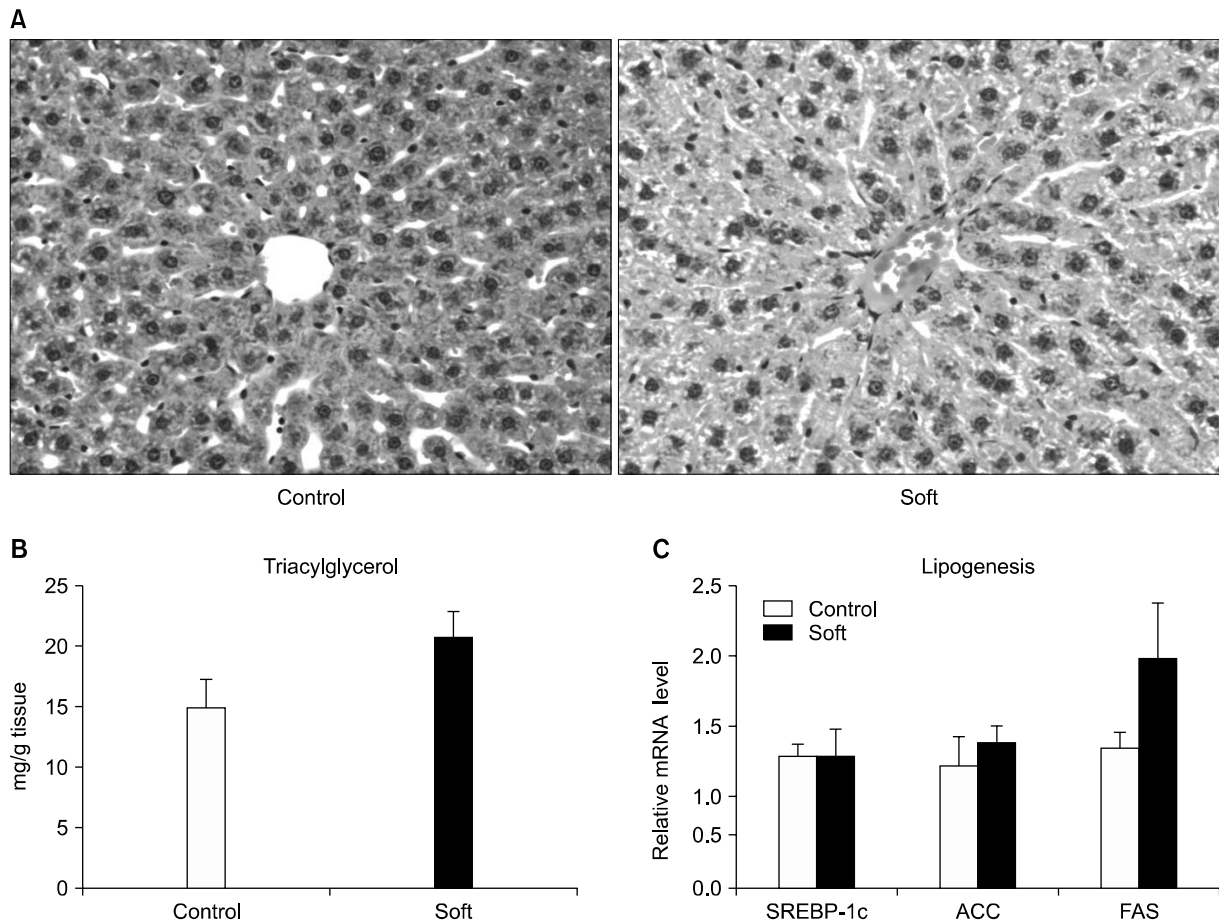 A
Control
Soft
B
Triacylglycerol
mg/g tissue
25
20
15
10
5
0
Control
Soft
C
Lipogenesis
Relative mRNA level
2.5
2.0
1.5
1.0
0.5
0.0
Control
Soft
SREBP-1c
ACC
FAS